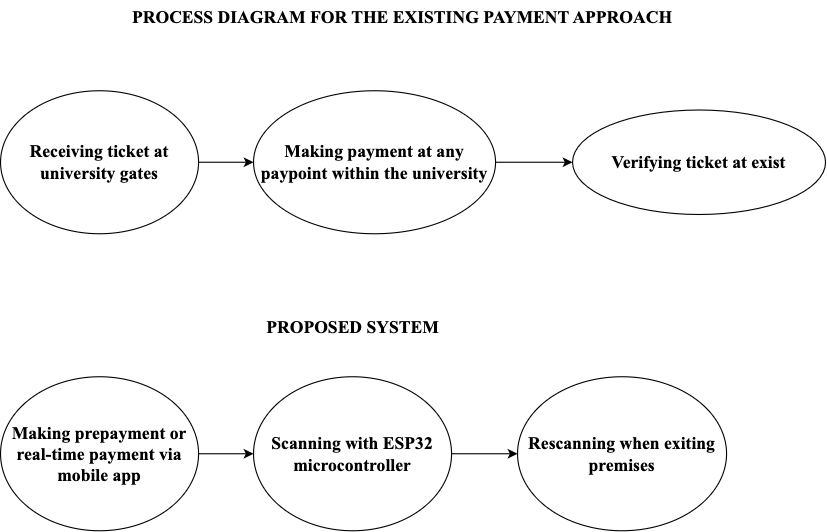 PROCESS DIAGRAM FOR THE EXISTING PAYMENT APPROACH
Receiving ticket at
university gates
Making payment at any
paypoint within the university
Verifying ticket at exist
PROPOSED SYSTEM
Making prepayment or
real-time payment via
mobile app
Scanning with ESP32
microcontroller
Rescanning when exiting
premises